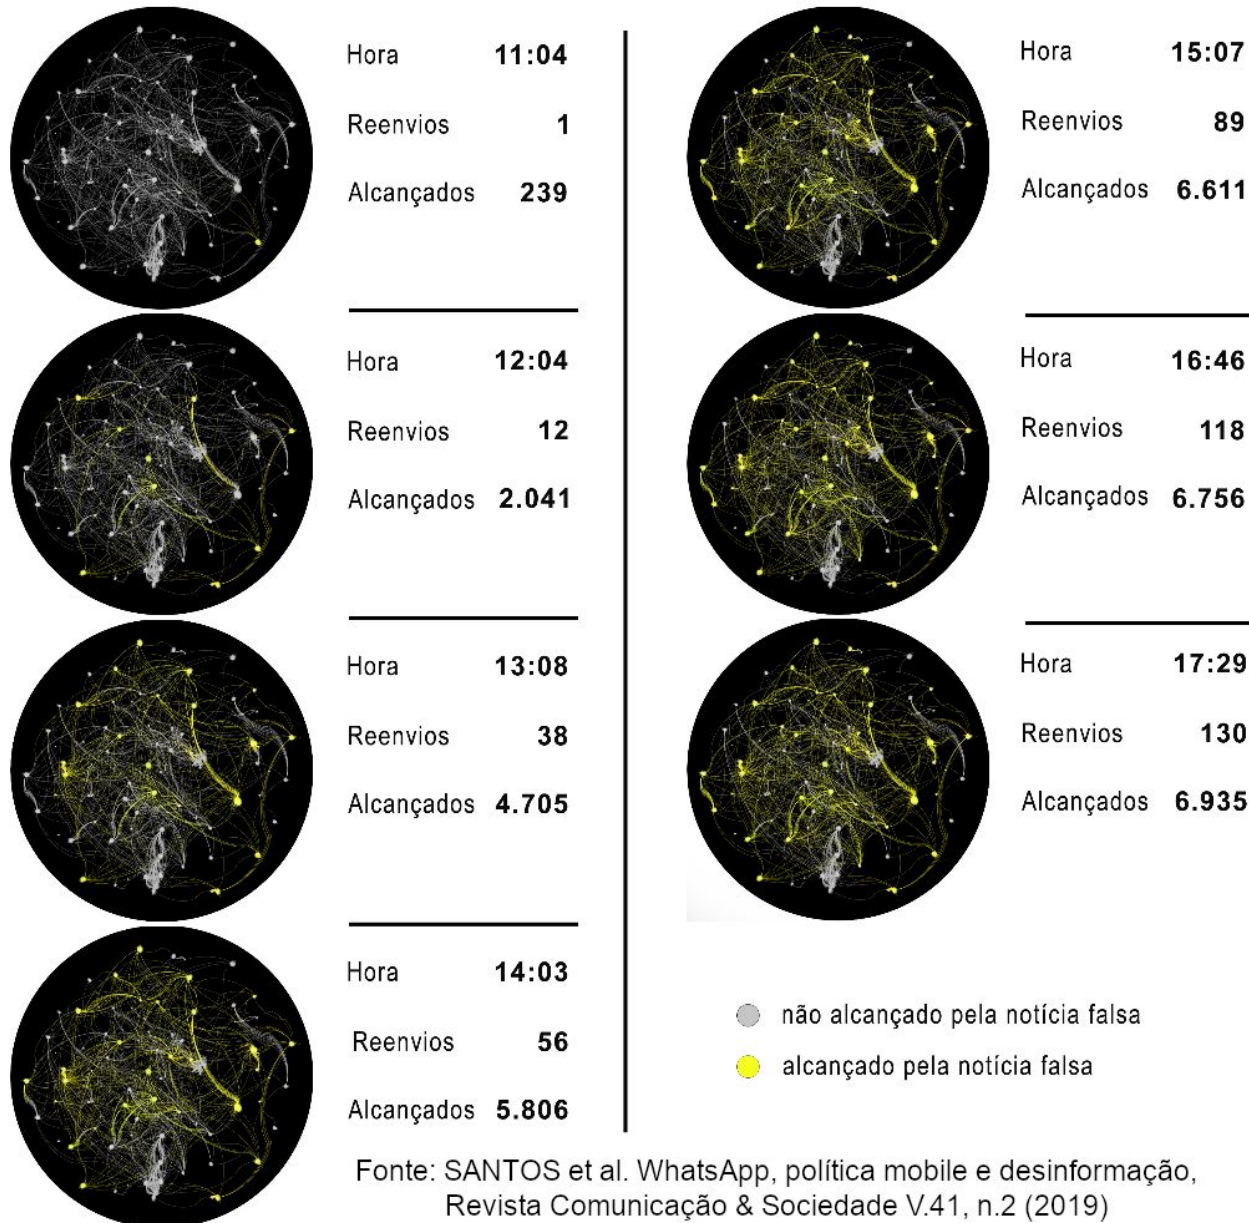 Hora 11:04
Reenvios 1
Alcançados 239
Hora 12:04
Reenvios 12
Alcançados 2.041
Hora 13:08
Reenvios 38
Alcançados 4.705
Hora 14:03
Reenvios 56
Alcançados 5.806
Hora 15:07
Reenvios 89
Alcançados 6.611
Hora 16:46
Reenvios 118
Alcançados 6.756
Hora 17:29
Reenvios 130
Alcançados 6.935
não alcançado pela notícia falsa
alcançado pela notícia falsa
Fonte: SANTOS et al. WhatsApp, política mobile e desinformação,
Revista Comunicação & Sociedade V.41, n.2 (2019)